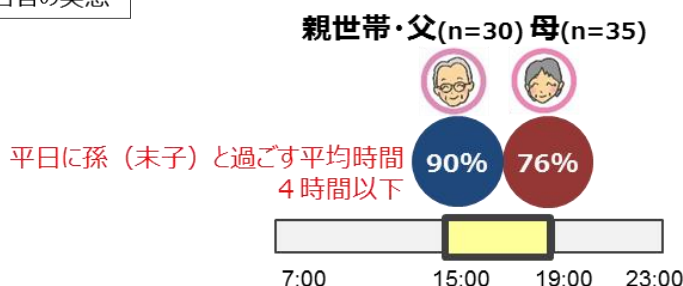 親世帯・父(n=30) 母(n=35)
平日に孫（末子）と過ごす平均時間
４時間以下
90% 76%
7:00 15:00 19:00 23:00